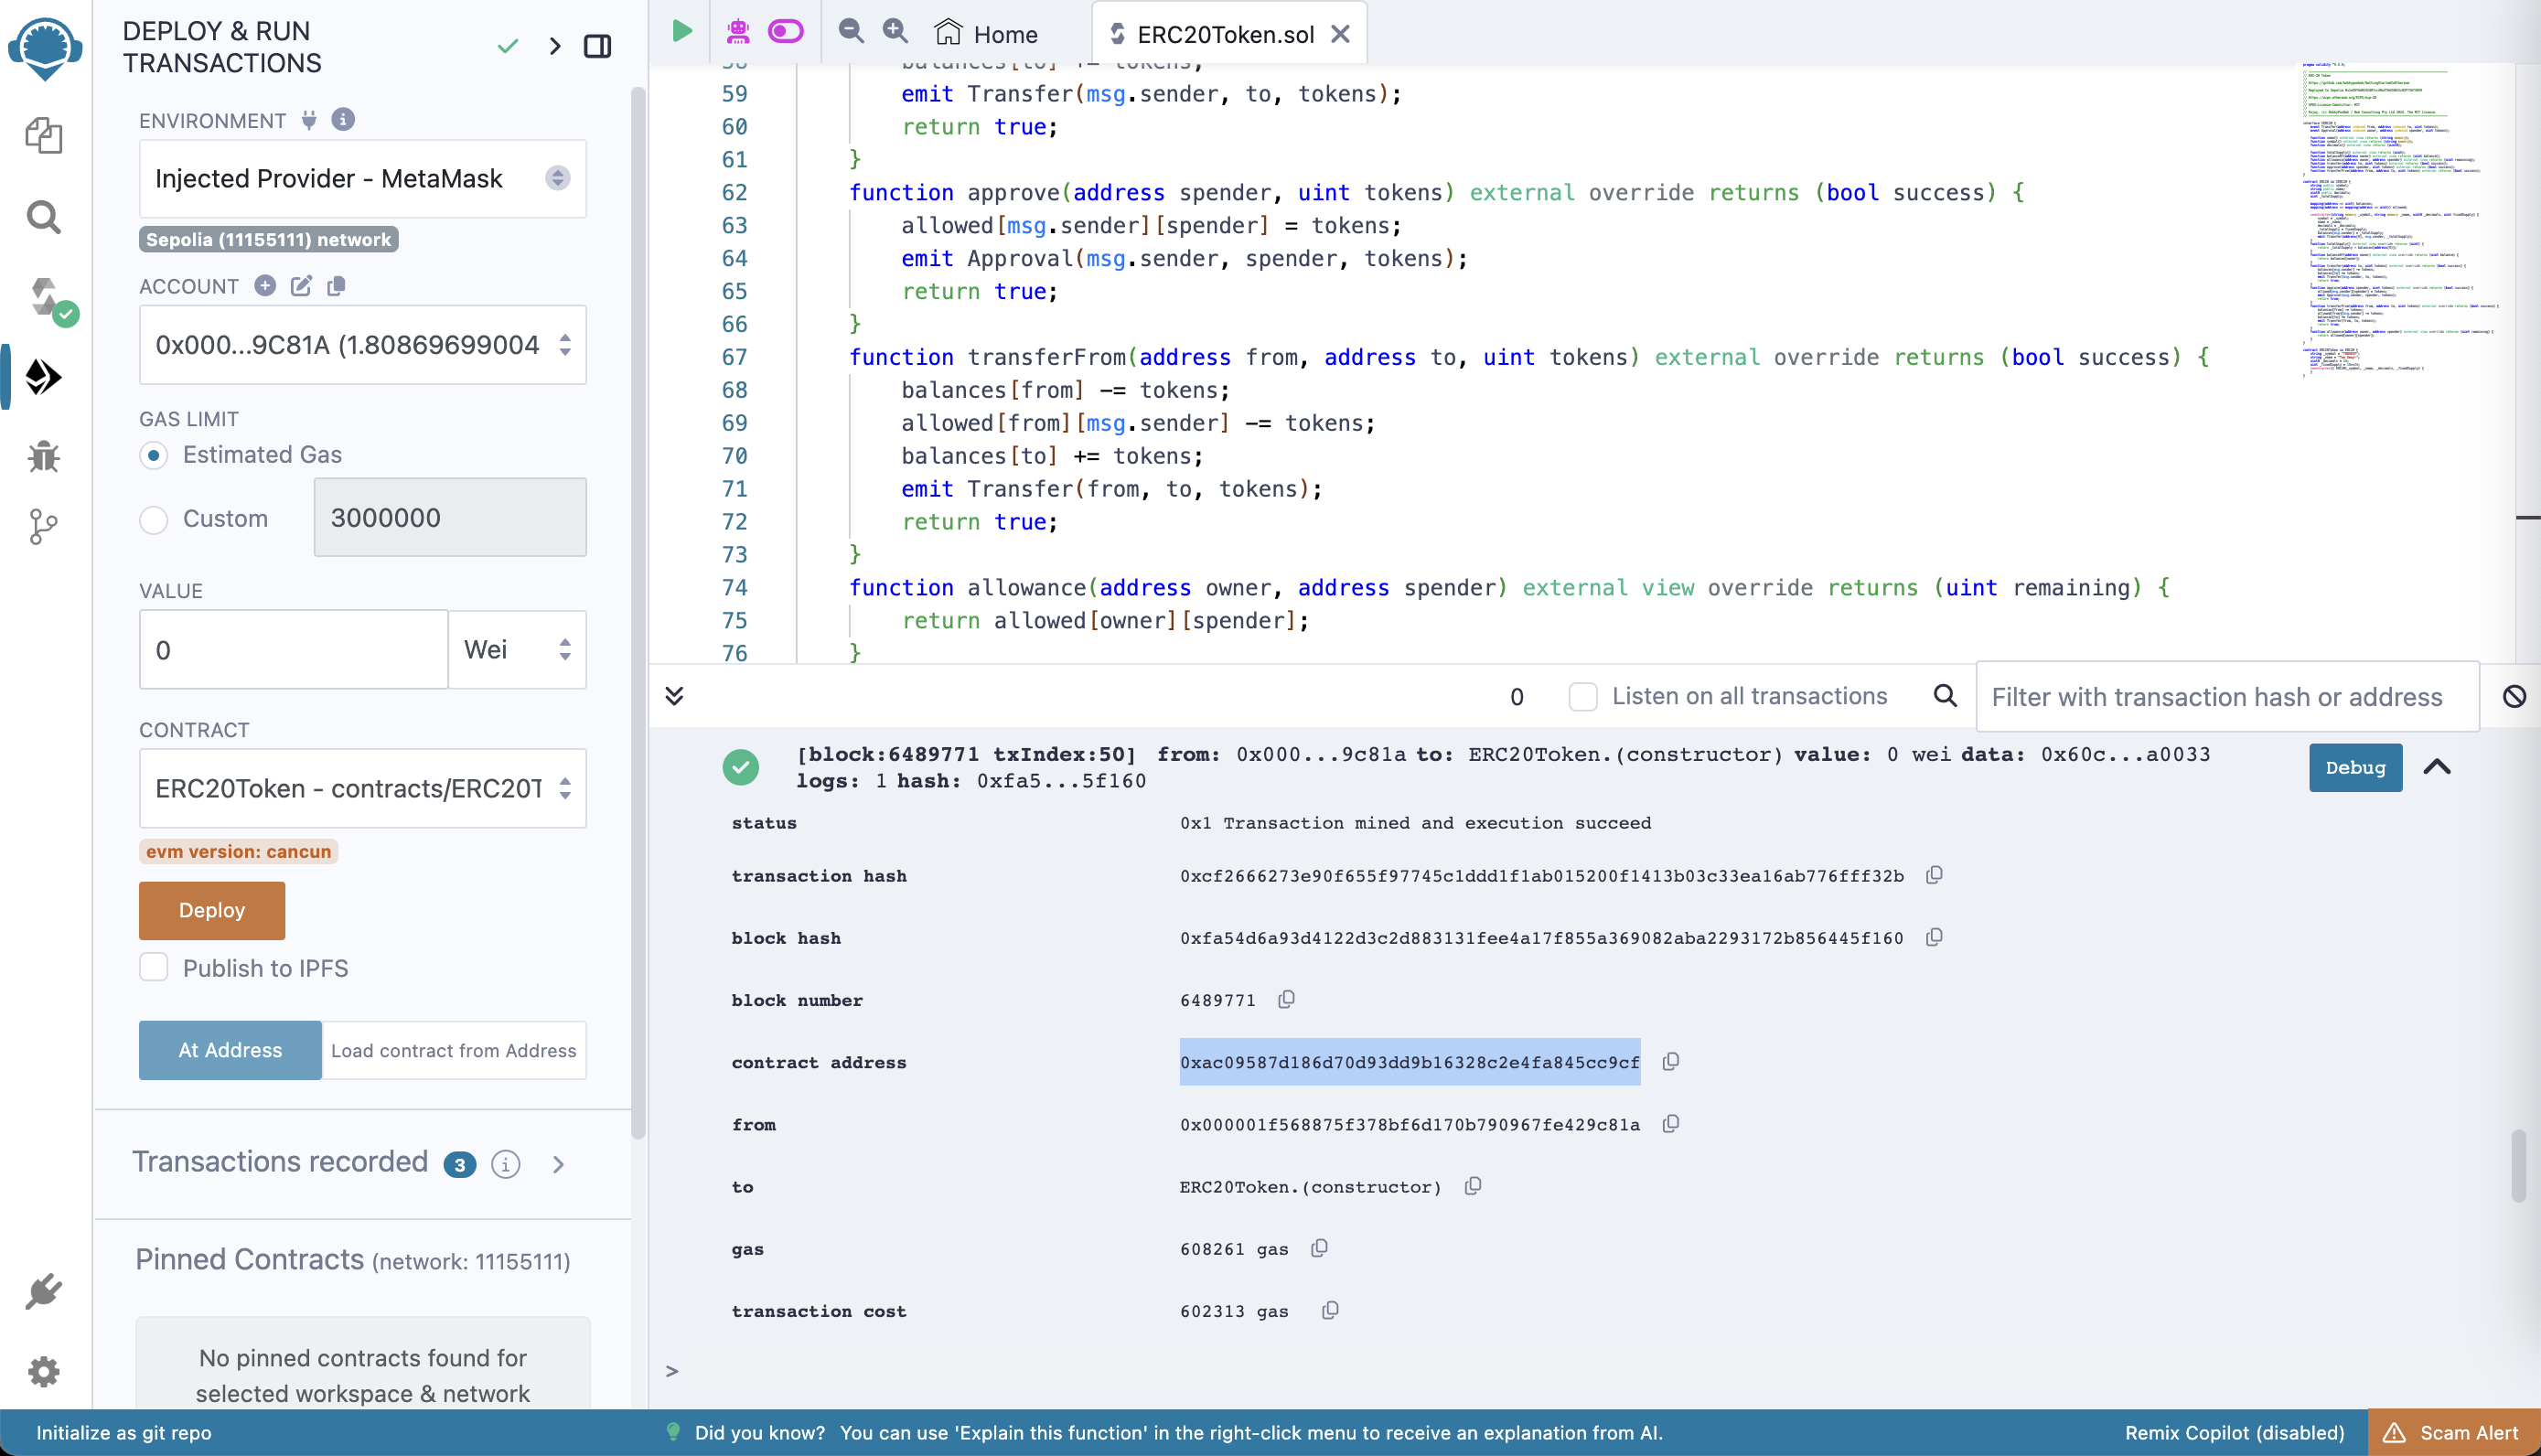 DEPLOY & RUN
TRANSACTIONS
ENVIRONMENT
Injected Provider - MetaMask
Sepolia (11155111) network
ACCOUNT
0x000...9C81A (1.80869699004
GAS LIMIT
Estimated Gas
Custom
3000000
VALUE
0
Wei
CONTRACT
ERC20Token - contracts/ERC20T
evm version: cancun
Deploy
Publish to IPFS
At Address
Load contract from Address
Transactions recorded 3
Pinned Contracts (network: 11155111)
No pinned contracts found for
selected workspace & network
Home
ERC20Token.sol
58 balances[to] += tokens;
59 emit Transfer(msg.sender, to, tokens);
60 return true;
61 }
62 function approve(address spender, uint tokens) external override returns (bool success) {
63 allowed[msg.sender][spender] = tokens;
64 emit Approval(msg.sender, spender, tokens);
65 return true;
66 }
67 function transferFrom(address from, address to, uint tokens) external override returns (bool success) {
68 balances[from] -= tokens;
69 allowed[from][msg.sender] -= tokens;
70 balances[to] += tokens;
71 emit Transfer(from, to, tokens);
72 return true;
73 }
74 function allowance(address owner, address spender) external view override returns (uint remaining) {
75 return allowed[owner][spender];
76 }
0
Listen on all transactions
Filter with transaction hash or address
[block:6489771 txIndex:50] from: 0x000...9c81a to: ERC20Token.(constructor) value: 0 wei data: 0x60c...a0033
logs: 1 hash: 0xfa5...5f160
Debug
status 0x1 Transaction mined and execution succeed
transaction hash 0xcf2666273e90f655f97745c1ddd1f1ab015200f1413b03c33ea16ab776fff32b
block hash 0xfa54d6a93d4122d3c2d883131fee4a17f855a369082aba2293172b856445f160
block number 6489771
contract address 0xac09587d186d70d93dd9b16328c2e4fa845cc9cf
from 0x000001f568875f378bf6d170b790967fe429c81a
to ERC20Token.(constructor)
gas 608261 gas
transaction cost 602313 gas
>
Initialize as git repo
Did you know? You can use 'Explain this function' in the right-click menu to receive an explanation from AI.
Remix Copilot (disabled)
Scam Alert